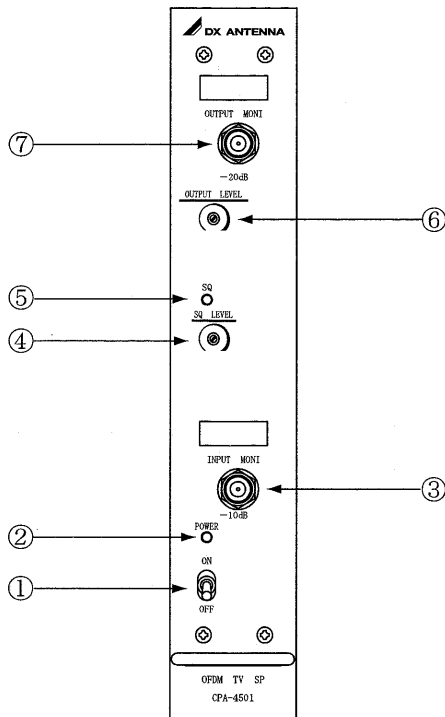 DX ANTENNA
OUTPUT MONI
⑦
−20dB
OUTPUT LEVEL
⑥
⑤
SQ
SQ LEVEL
④
INPUT MONI
③
−10dB
②
POWER
ON
①
OFF
OFDM TV SP
CPA-4501